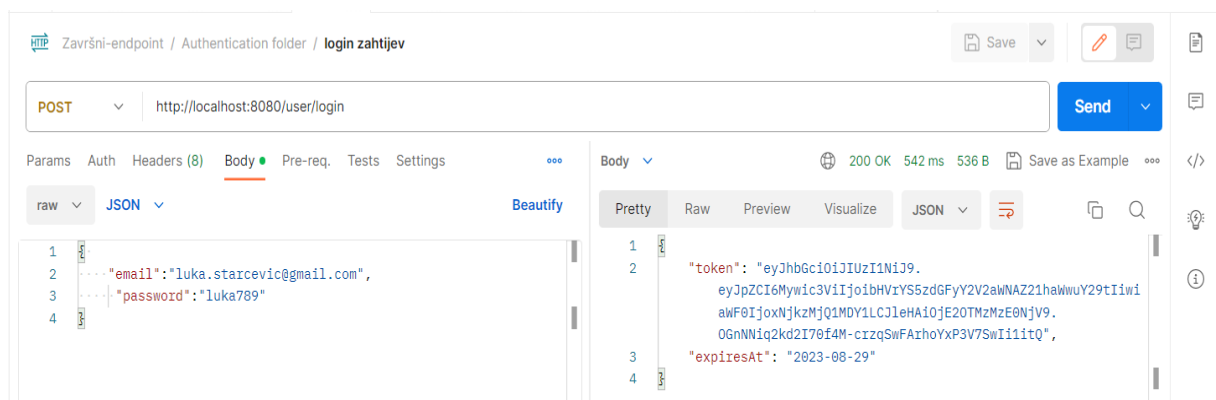 HTTP Završni-endpoint / Authentication folder / login zahtijev Save
POST http://localhost:8080/user/login Send
Params Auth Headers (8) Body Pre-req. Tests Settings
raw JSON Beautify
1 {
2 "email":"luka.starcevic@gmail.com",
3 "password":"luka789"
4 }
Body 200 OK 542 ms 536 B Save as Example
Pretty Raw Preview Visualize JSON
1 {
2 "token": "eyJhbGciOiJIUzI1NiJ9.
eyJpZCI6Mywic3ViIjoibHVrYS5zdGFyY2V2aWNAZ21haWwuY29tIiwi
aWF0IjoxNjkzMjQ1MDY1LCJleHAiOjE2OTMzMzE0NjV9.
OGnNNiq2kd2I70f4M-crzqSwFArhoYxP3V7SwIi1itQ",
3 "expiresAt": "2023-08-29"
4 }